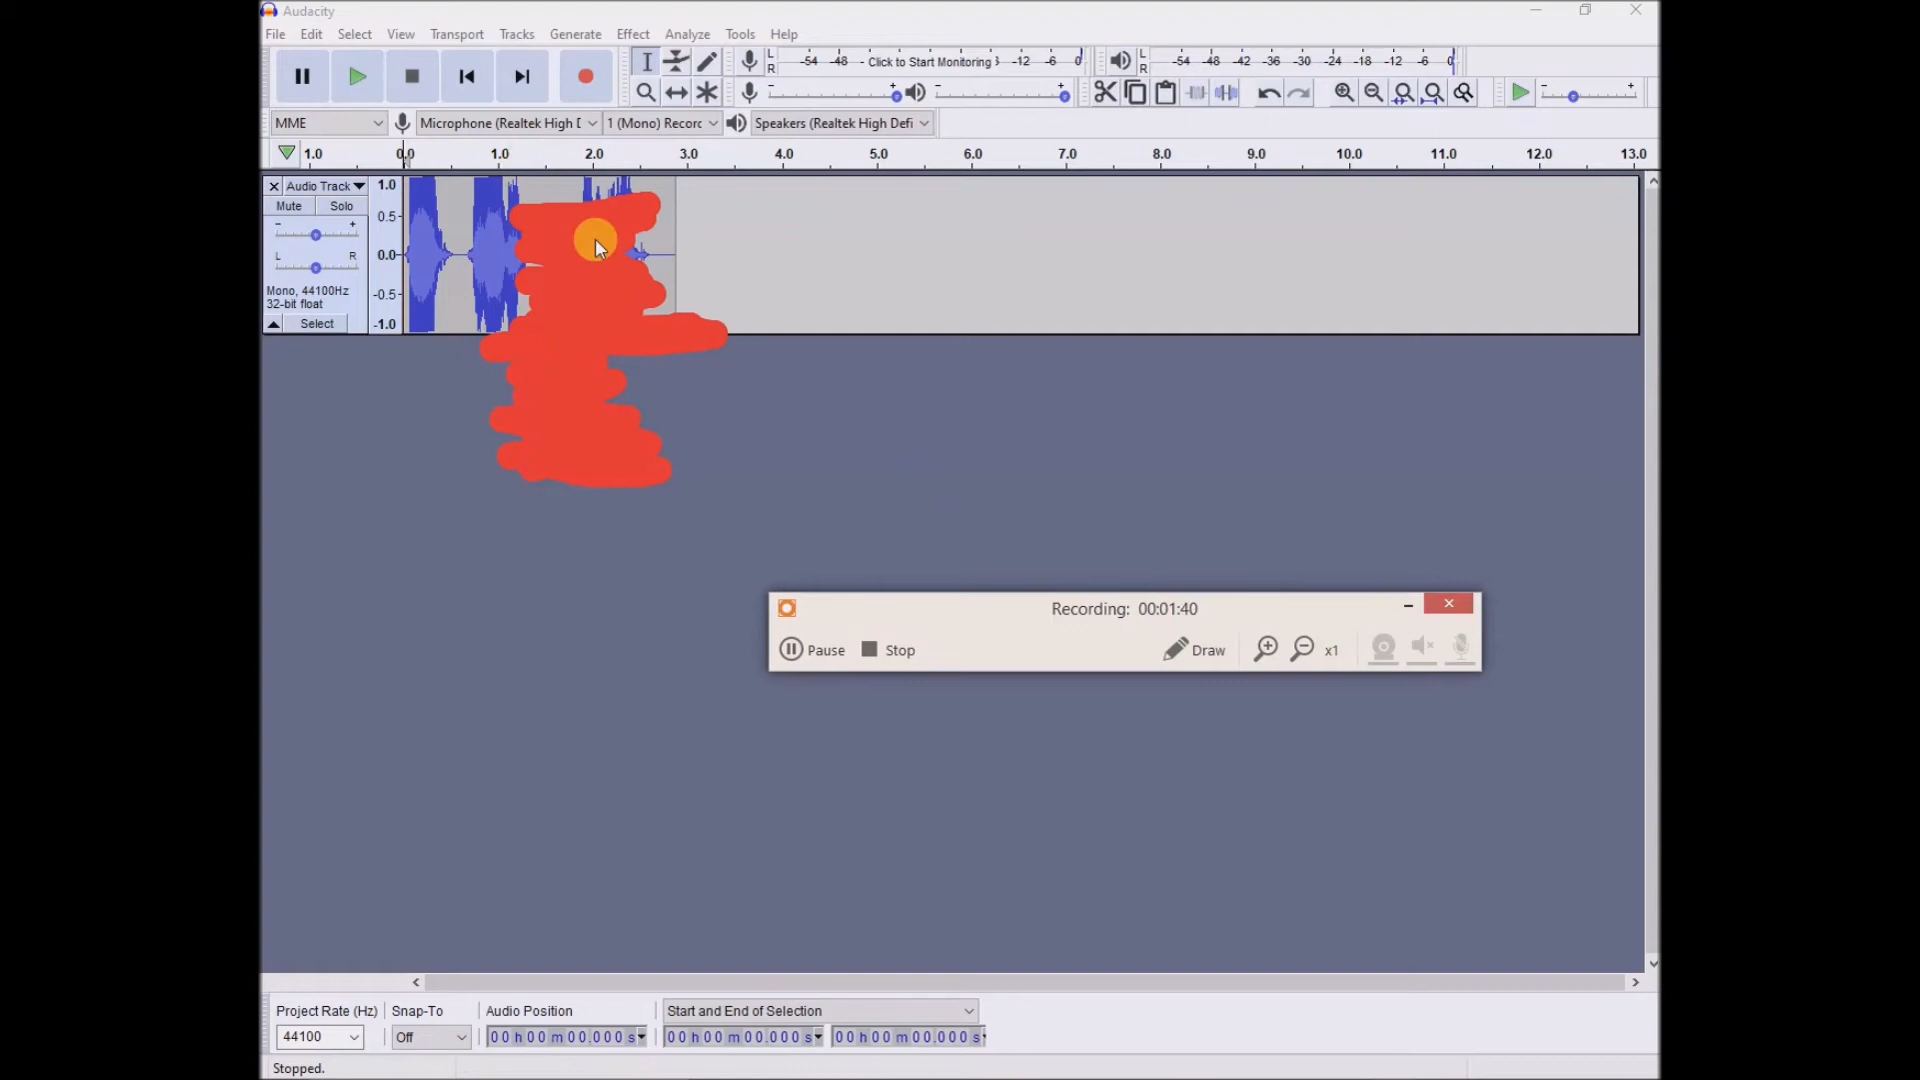 Audacity
File Edit Select View Transport Tracks Generate Effect Analyze Tools Help
L R -54 -48 - Click to Start Monitoring -12 -6 0 L R -54 -48 -42 -36 -30 -24 -18 -12 -6 0
- + - + - +
MME Microphone (Realtek High 1 (Mono) Recorc Speakers (Realtek High Defi
1.0 0.0 1.0 2.0 3.0 4.0 5.0 6.0 7.0 8.0 9.0 10.0 11.0 12.0 13.0
Audio Track 1.0
Mute Solo 0.5
- +
L R 0.0
Mono, 44100Hz -0.5
32-bit float
Select -1.0
Recording: 00:01:40
Pause Stop Draw x1
Project Rate (Hz) Snap-To Audio Position Start and End of Selection
44100 Off 00 h 00 m 00.000 s 00 h 00 m 00.000 s 00 h 00 m 00.000 s
Stopped.